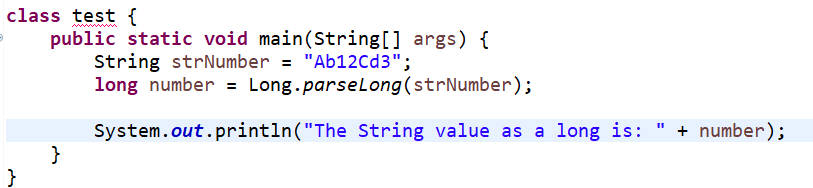 class test {
    public static void main(String[] args) {
        String strNumber = "Ab12Cd3";
        long number = Long.parseLong(strNumber);
        System.out.println("The String value as a long is: " + number);
    }
}